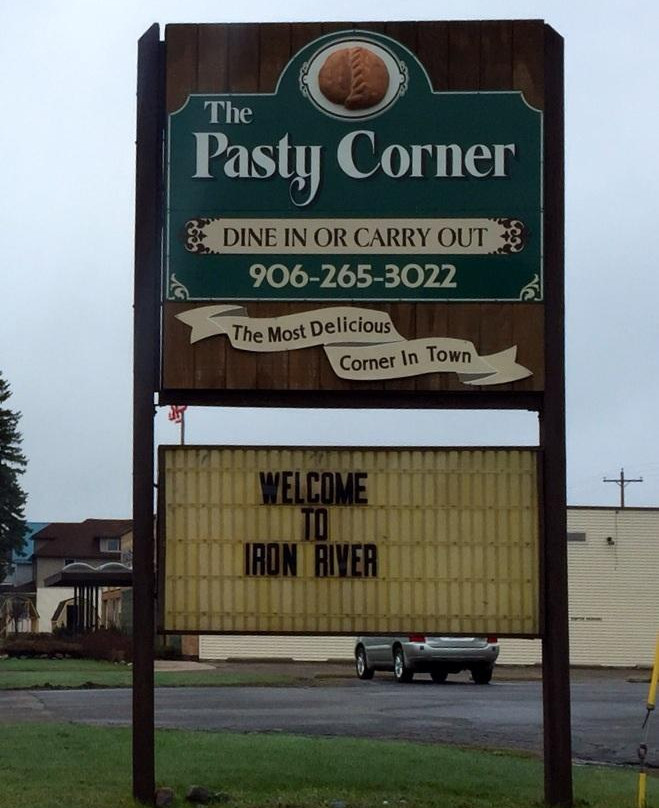 The
Pasty Corner
DINE IN OR CARRY OUT
906-265-3022
The Most Delicious
Corner In Town
WELCOME
TO
IRON RIVER